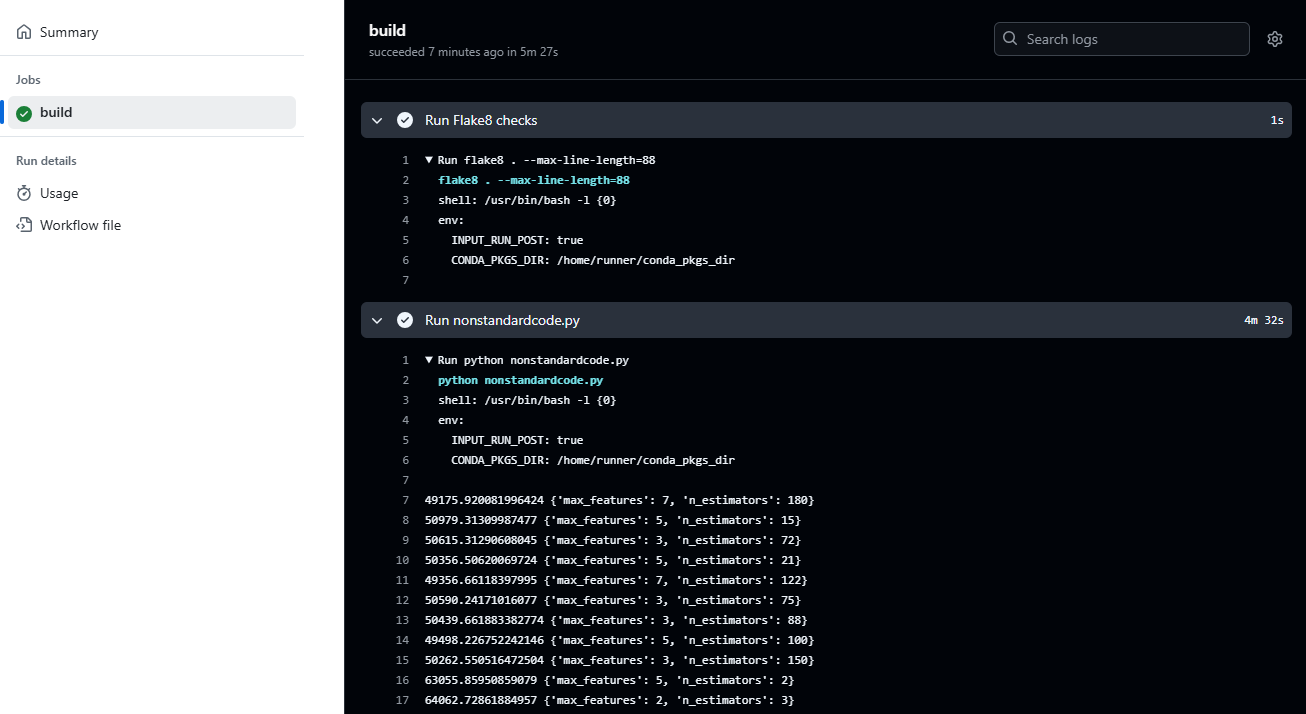 Summary
Jobs
build
Run details
Usage
Workflow file
build
succeeded 7 minutes ago in 5m 27s
Search logs
Run Flake8 checks 1s
1 ▼ Run flake8 . --max-line-length=88
2 flake8 . --max-line-length=88
3 shell: /usr/bin/bash -l {0}
4 env:
5 INPUT_RUN_POST: true
6 CONDA_PKGS_DIR: /home/runner/conda_pkgs_dir
7
Run nonstandardcode.py 4m 32s
1 ▼ Run python nonstandardcode.py
2 python nonstandardcode.py
3 shell: /usr/bin/bash -l {0}
4 env:
5 INPUT_RUN_POST: true
6 CONDA_PKGS_DIR: /home/runner/conda_pkgs_dir
7
7 49175.920081996424 {'max_features': 7, 'n_estimators': 180}
8 50979.31309987477 {'max_features': 5, 'n_estimators': 15}
9 50615.31290608045 {'max_features': 3, 'n_estimators': 72}
10 50356.50620069724 {'max_features': 5, 'n_estimators': 21}
11 49356.66118397995 {'max_features': 7, 'n_estimators': 122}
12 50590.24171016077 {'max_features': 3, 'n_estimators': 75}
13 50439.661883382774 {'max_features': 3, 'n_estimators': 88}
14 49498.226752242146 {'max_features': 5, 'n_estimators': 100}
15 50262.550516472504 {'max_features': 3, 'n_estimators': 150}
16 63055.85950859079 {'max_features': 5, 'n_estimators': 2}
17 64062.72861884957 {'max_features': 2, 'n_estimators': 3}